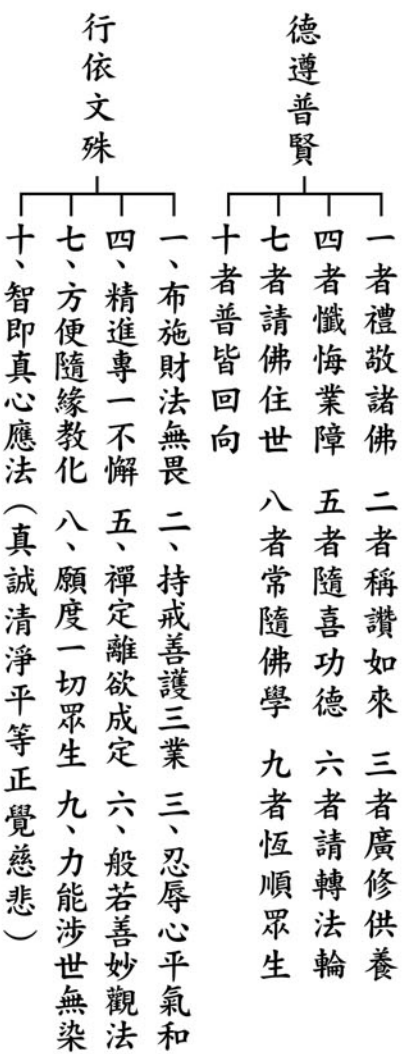 德遵普賢
一者禮敬諸佛 二者稱讚如來 三者廣修供養
四者懺悔業障 五者隨喜功德 六者請轉法輪
七者請佛住世 八者常隨佛學 九者恆順眾生
十者普皆回向
行依文殊
一、布施財法無畏 二、持戒善護三業 三、忍辱心平氣和
四、精進專一不懈 五、禪定離欲成定 六、般若善妙觀法
七、方便隨緣教化 八、願度一切眾生 九、力能涉世無染
十、智即真心應法（真誠清淨平等正覺慈悲）